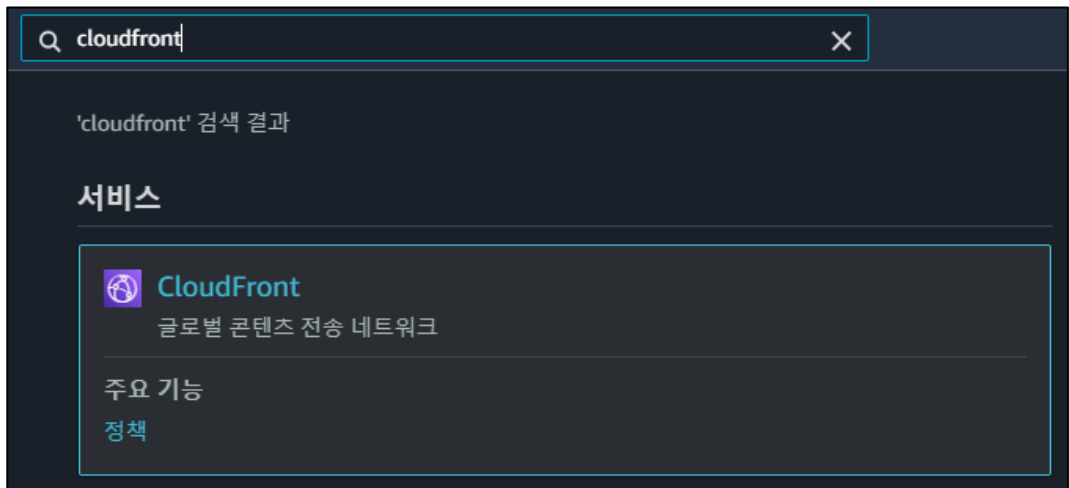 cloudfront
'cloudfront' 검색 결과
서비스
CloudFront
글로벌 콘텐츠 전송 네트워크
주요 기능
정책